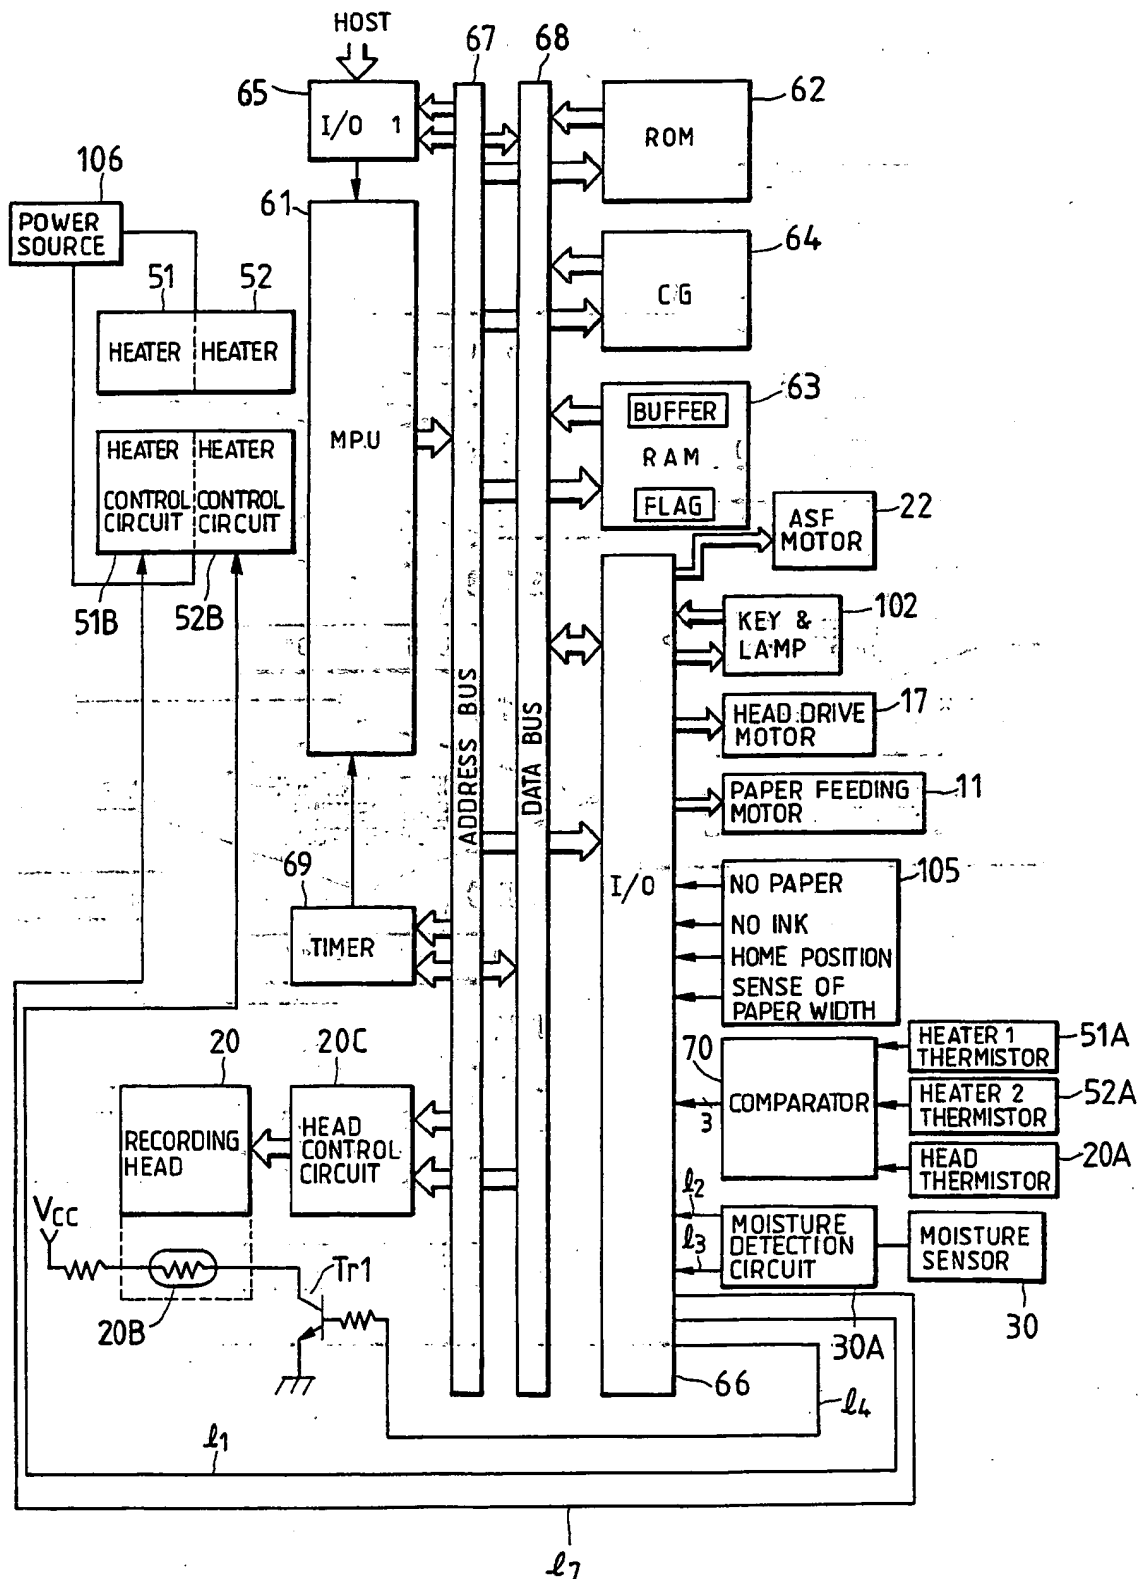 HOST
67
68
65
I/O 1
62
ROM
106
POWER
SOURCE
61
64
CG
51
52
HEATER
HEATER
63
BUFFER
RAM
FLAG
MPU
HEATER
CONTROL
CIRCUIT
HEATER
CONTROL
CIRCUIT
22
ASF
MOTOR
51B
52B
102
KEY &
LAMP
ADDRESS BUS
DATA BUS
17
HEAD DRIVE
MOTOR
11
PAPER FEEDING
MOTOR
69
TIMER
I/O
105
NO PAPER
NO INK
HOME POSITION
SENSE OF
PAPER WIDTH
20
20C
70
COMPARATOR
3
HEATER 1
THERMISTOR
51A
HEATER 2
THERMISTOR
52A
HEAD
THERMISTOR
20A
RECORDING
HEAD
HEAD
CONTROL
CIRCUIT
ℓ2
ℓ3
MOISTURE
DETECTION
CIRCUIT
MOISTURE
SENSOR
VCC
Tr1
20B
30A
30
66
ℓ4
ℓ1
ℓ7